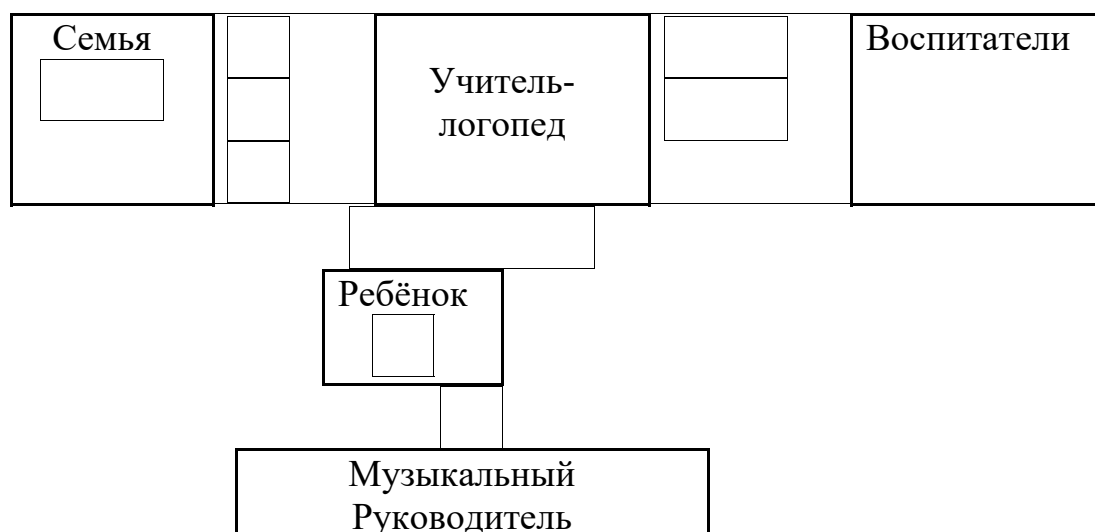 Семья
Учитель-
логопед
Воспитатели
Ребёнок
Музыкальный
Руководитель